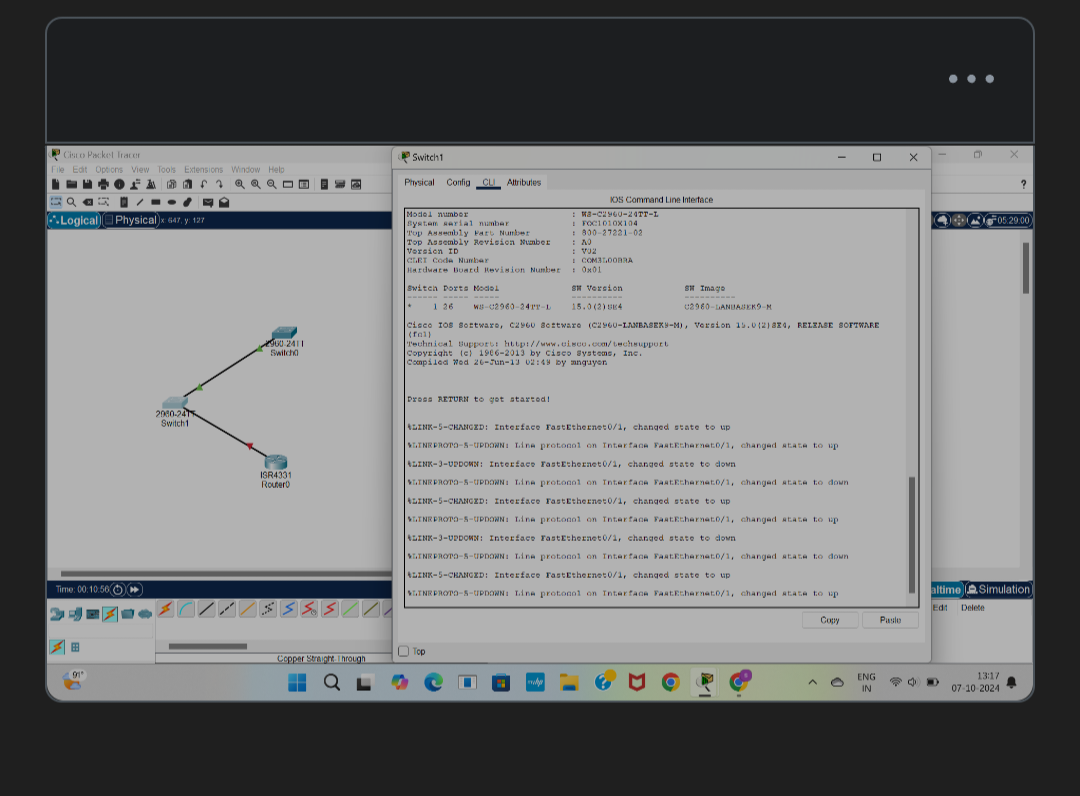 Cisco Packet Tracer
File Edit Options View Tools Extensions Window Help
Logical Physical x: 647, y: 127
05:29:00
2960-24TT
Switch0
2960-24TT
Switch1
ISR4331
Router0
Time: 00:10:56
Copper Straight-Through
Switch1
Physical Config CLI Attributes
IOS Command Line Interface
Model number : WS-C2960-24TT-L
System serial number : FOC1010X104
Top Assembly Part Number : 800-27221-02
Top Assembly Revision Number : A0
Version ID : V02
CLEI Code Number : COM3L00BRA
Hardware Board Revision Number : 0x01
Switch Ports Model SW Version SW Image
------ ----- ----- ---------- ----------
* 1 26 WS-C2960-24TT-L 15.0(2)SE4 C2960-LANBASEK9-M
Cisco IOS Software, C2960 Software (C2960-LANBASEK9-M), Version 15.0(2)SE4, RELEASE SOFTWARE
(fc1)
Technical Support: http://www.cisco.com/techsupport
Copyright (c) 1986-2013 by Cisco Systems, Inc.
Compiled Wed 26-Jun-13 02:49 by mnguyen
Press RETURN to get started!
%LINK-5-CHANGED: Interface FastEthernet0/1, changed state to up
%LINEPROTO-5-UPDOWN: Line protocol on Interface FastEthernet0/1, changed state to up
%LINK-3-UPDOWN: Interface FastEthernet0/1, changed state to down
%LINEPROTO-5-UPDOWN: Line protocol on Interface FastEthernet0/1, changed state to down
%LINK-5-CHANGED: Interface FastEthernet0/1, changed state to up
%LINEPROTO-5-UPDOWN: Line protocol on Interface FastEthernet0/1, changed state to up
%LINK-3-UPDOWN: Interface FastEthernet0/1, changed state to down
%LINEPROTO-5-UPDOWN: Line protocol on Interface FastEthernet0/1, changed state to down
%LINK-5-CHANGED: Interface FastEthernet0/1, changed state to up
%LINEPROTO-5-UPDOWN: Line protocol on Interface FastEthernet0/1, changed state to up
Copy Paste
Top
altime Simulation
Edit Delete
91°
ENG
IN
13:17
07-10-2024